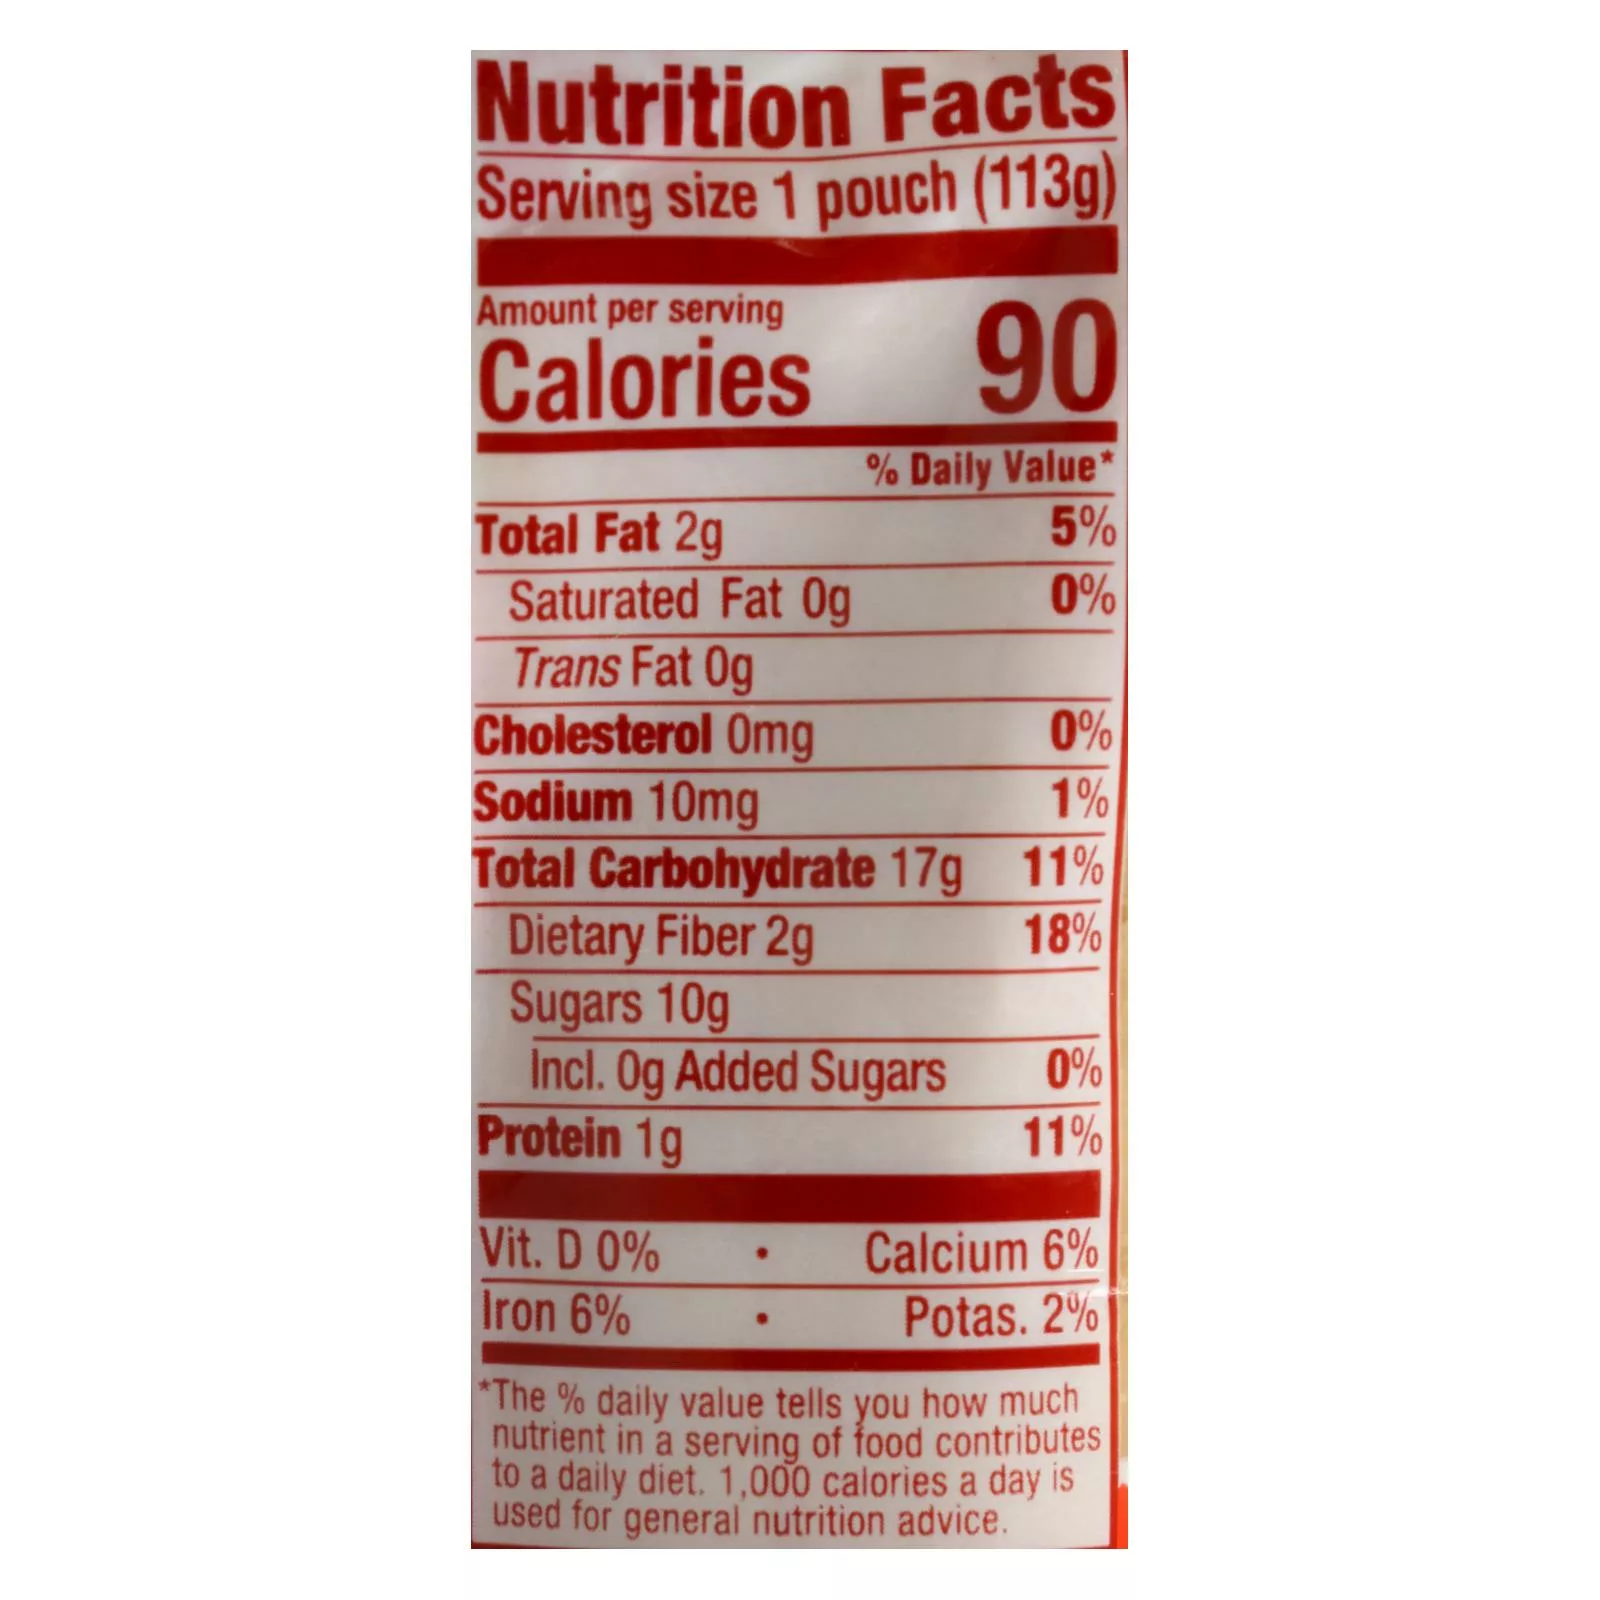 Nutrition Facts
Serving size 1 pouch (113g)
Amount per serving
Calories 90
% Daily Value*
Total Fat 2g 5%
Saturated Fat 0g 0%
Trans Fat 0g
Cholesterol 0mg 0%
Sodium 10mg 1%
Total Carbohydrate 17g 11%
Dietary Fiber 2g 18%
Sugars 10g
Incl. 0g Added Sugars 0%
Protein 1g 11%
Vit. D 0% • Calcium 6%
Iron 6% • Potas. 2%
*The % daily value tells you how much
nutrient in a serving of food contributes
to a daily diet. 1,000 calories a day is
used for general nutrition advice.